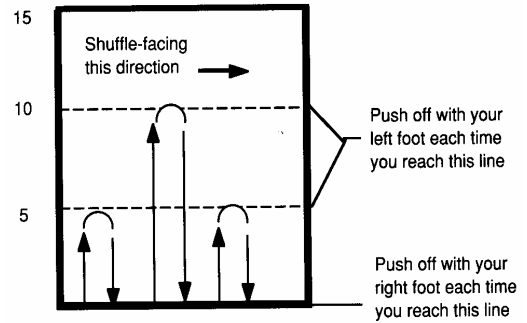 15
Shuffle-facing
this direction
10
Push off with your
left foot each time
you reach this line
5
Push off with your
right foot each time
you reach this line